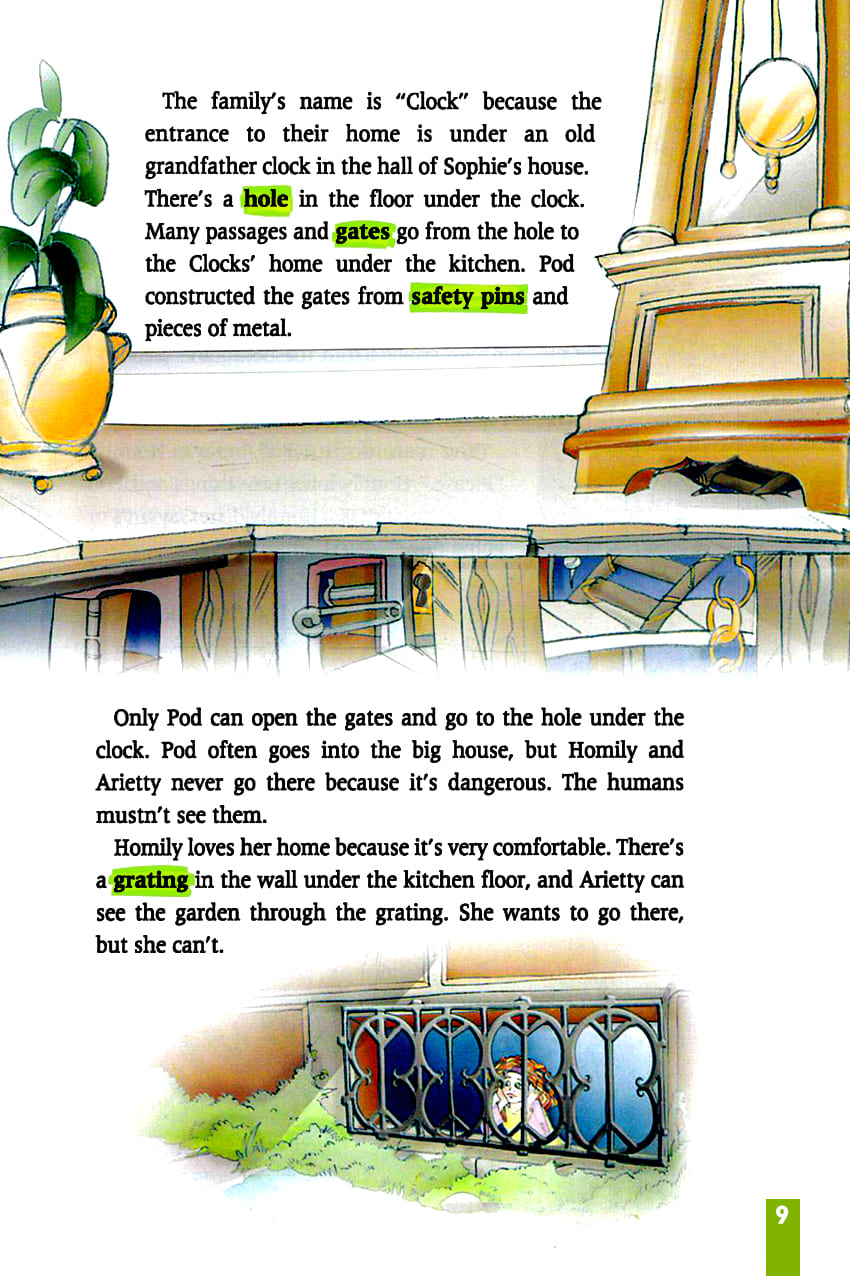 The family's name is “Clock” because the
entrance to their home is under an old
grandfather clock in the hall of Sophie's house.
There's a hole in the floor under the clock.
Many passages and gates go from the hole to
the Clocks' home under the kitchen. Pod
constructed the gates from safety pins and
pieces of metal.
Only Pod can open the gates and go to the hole under the
clock. Pod often goes into the big house, but Homily and
Arietty never go there because it's dangerous. The humans
mustn't see them.
Homily loves her home because it's very comfortable. There's
a grating in the wall under the kitchen floor, and Arietty can
see the garden through the grating. She wants to go there,
but she can't.
9